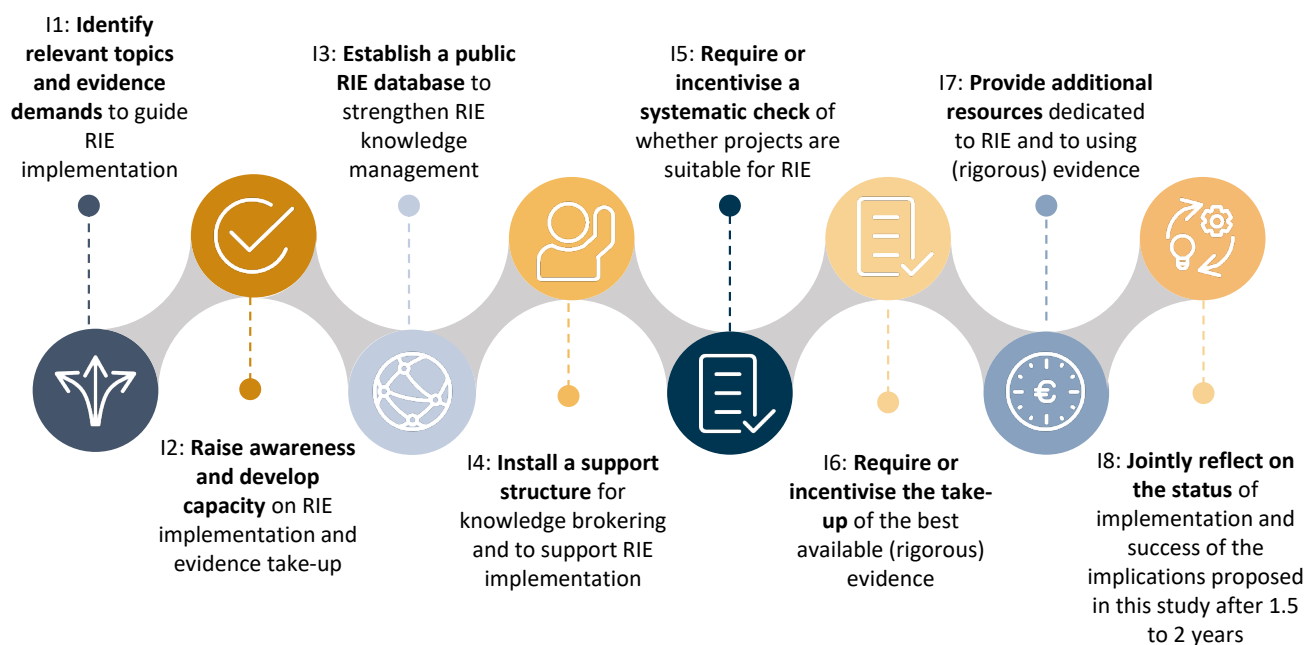 I1: Identify
relevant topics
and evidence
demands to guide
RIE
implementation
I2: Raise awareness
and develop
capacity on RIE
implementation and
evidence take-up
I3: Establish a public
RIE database to
strengthen RIE
knowledge
management
I4: Install a support
structure for
knowledge brokering
and to support RIE
implementation
I5: Require or
incentivise a
systematic check of
whether projects are
suitable for RIE
I6: Require or
incentivise the take-
up of the best
available (rigorous)
evidence
I7: Provide additional
resources dedicated
to RIE and to using
(rigorous) evidence
€
I8: Jointly reflect on
the status of
implementation and
success of the
implications proposed
in this study after 1.5
to 2 years